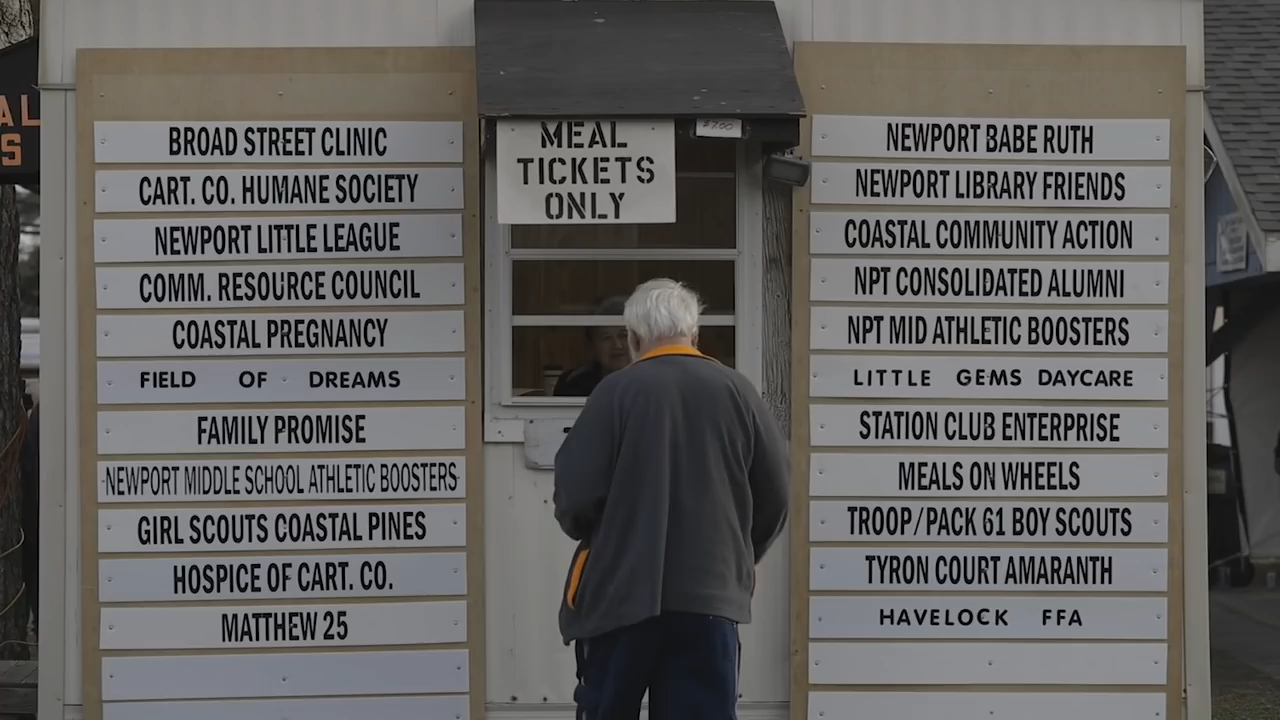 AL
S
BROAD STREET CLINIC
CART. CO. HUMANE SOCIETY
NEWPORT LITTLE LEAGUE
COMM. RESOURCE COUNCIL
COASTAL PREGNANCY
FIELD OF DREAMS
FAMILY PROMISE
NEWPORT MIDDLE SCHOOL ATHLETIC BOOSTERS
GIRL SCOUTS COASTAL PINES
HOSPICE OF CART. CO.
MATTHEW 25
MEAL
TICKETS
ONLY
$7.00
NEWPORT BABE RUTH
NEWPORT LIBRARY FRIENDS
COASTAL COMMUNITY ACTION
NPT CONSOLIDATED ALUMNI
NPT MID ATHLETIC BOOSTERS
LITTLE GEMS DAYCARE
STATION CLUB ENTERPRISE
MEALS ON WHEELS
TROOP/PACK 61 BOY SCOUTS
TYRON COURT AMARANTH
HAVELOCK FFA